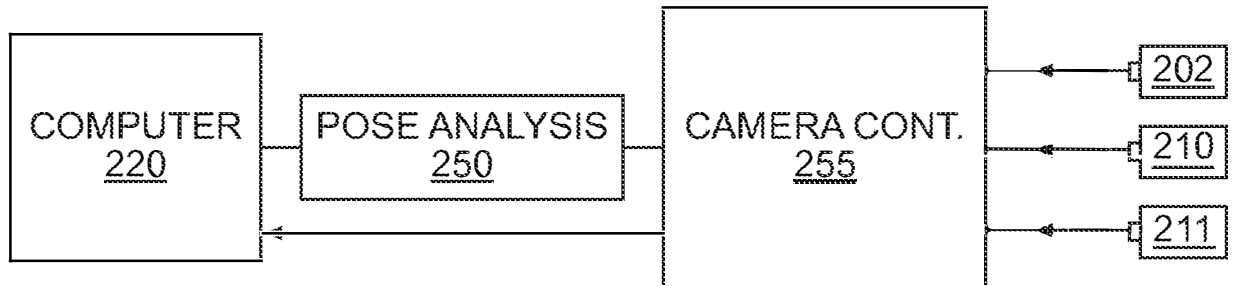 COMPUTER
220
POSE ANALYSIS
250
CAMERA CONT.
255
202
210
211